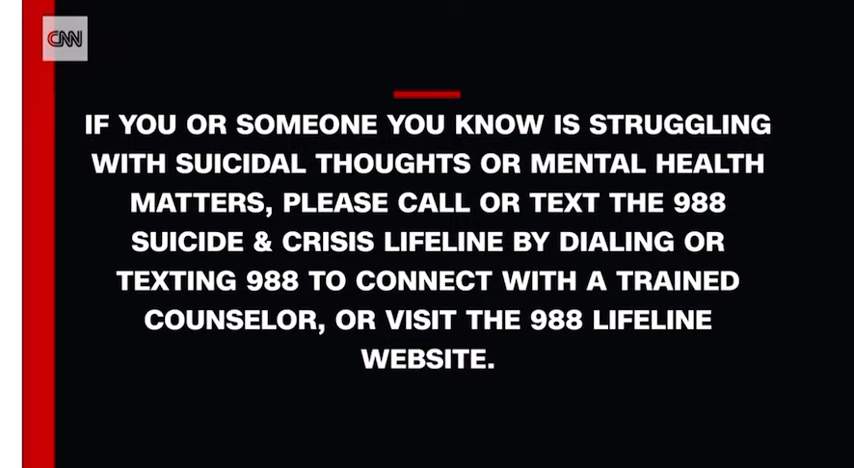 CNN
IF YOU OR SOMEONE YOU KNOW IS STRUGGLING
WITH SUICIDAL THOUGHTS OR MENTAL HEALTH
MATTERS, PLEASE CALL OR TEXT THE 988
SUICIDE & CRISIS LIFELINE BY DIALING OR
TEXTING 988 TO CONNECT WITH A TRAINED
COUNSELOR, OR VISIT THE 988 LIFELINE
WEBSITE.